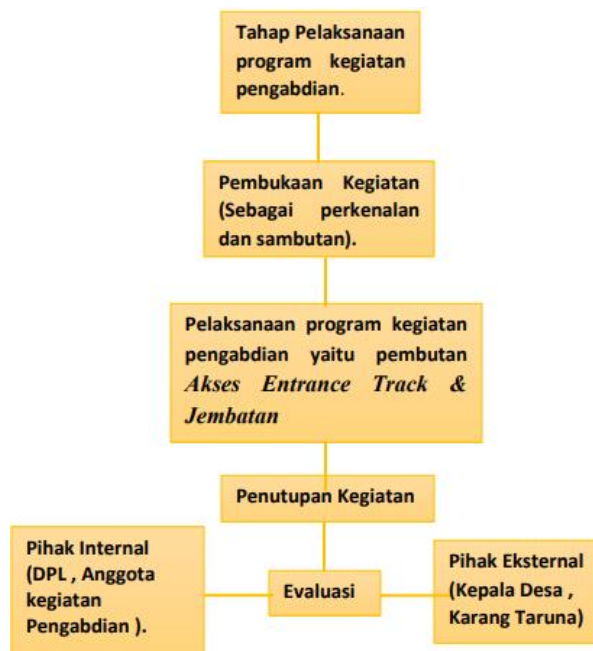 Tahap Pelaksanaan
program kegiatan
pengabdian.
Pembukaan Kegiatan
(Sebagai perkenalan
dan sambutan).
Pelaksanaan program kegiatan
pengabdian yaitu pembutan
Akses Entrance Track &
Jembatan
Penutupan Kegiatan
Pihak Internal
(DPL , Anggota
kegiatan
Pengabdian ).
Evaluasi
Pihak Eksternal
(Kepala Desa ,
Karang Taruna)